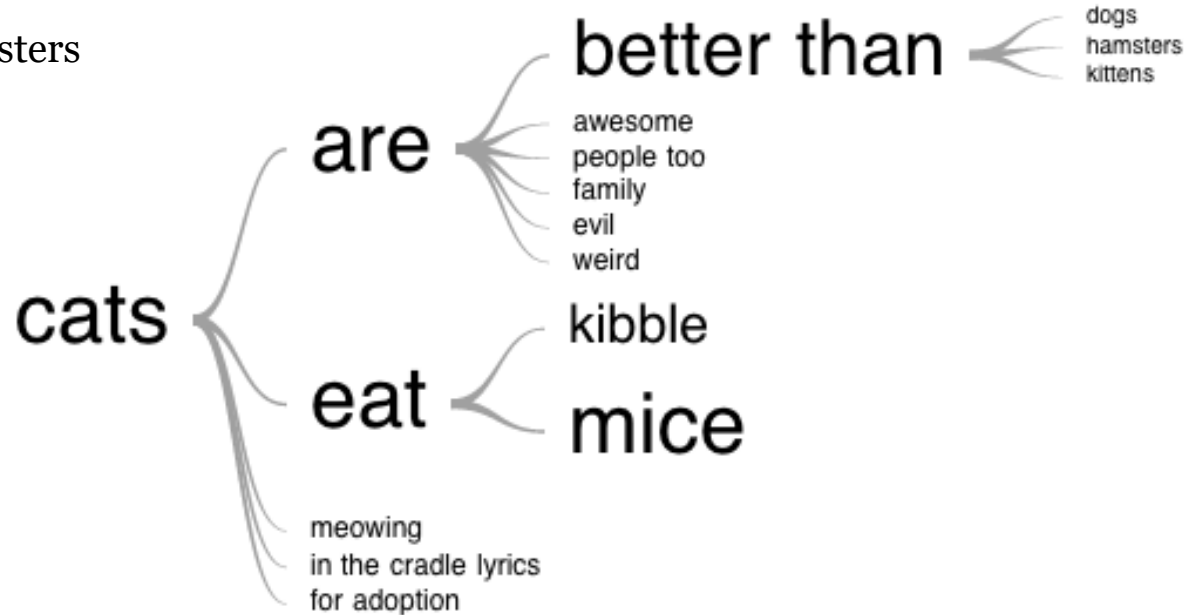 sters
better than
dogs
hamsters
kittens
are
awesome
people too
family
evil
weird
cats
kibble
eat
mice
meowing
in the cradle lyrics
for adoption